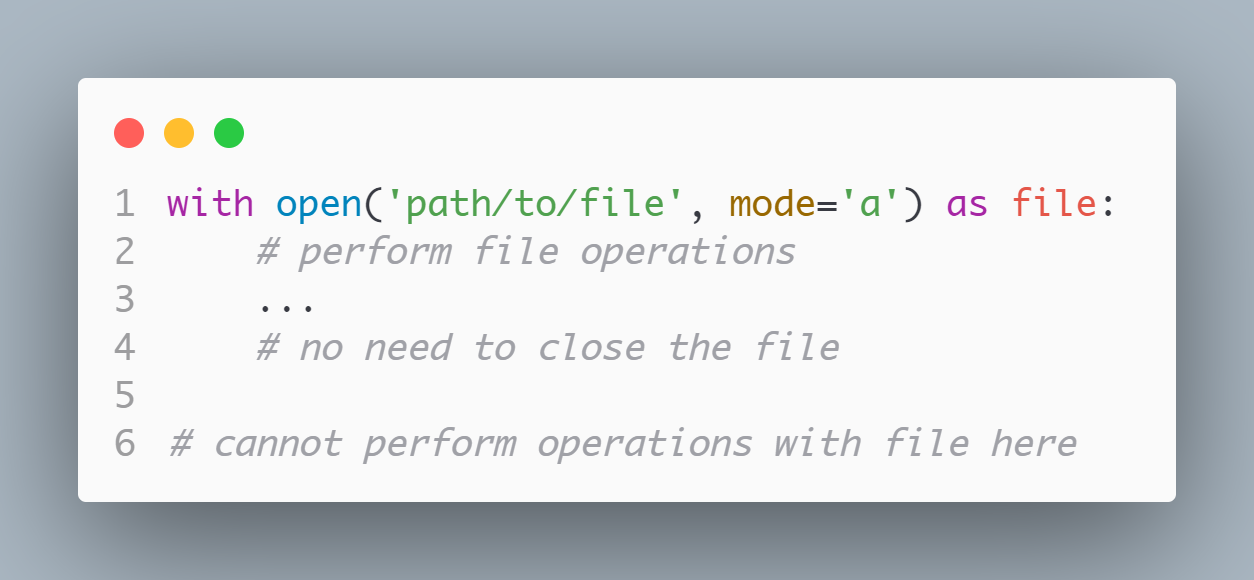 1 with open('path/to/file', mode='a') as file:
2     # perform file operations
3     ...
4     # no need to close the file
5
6 # cannot perform operations with file here